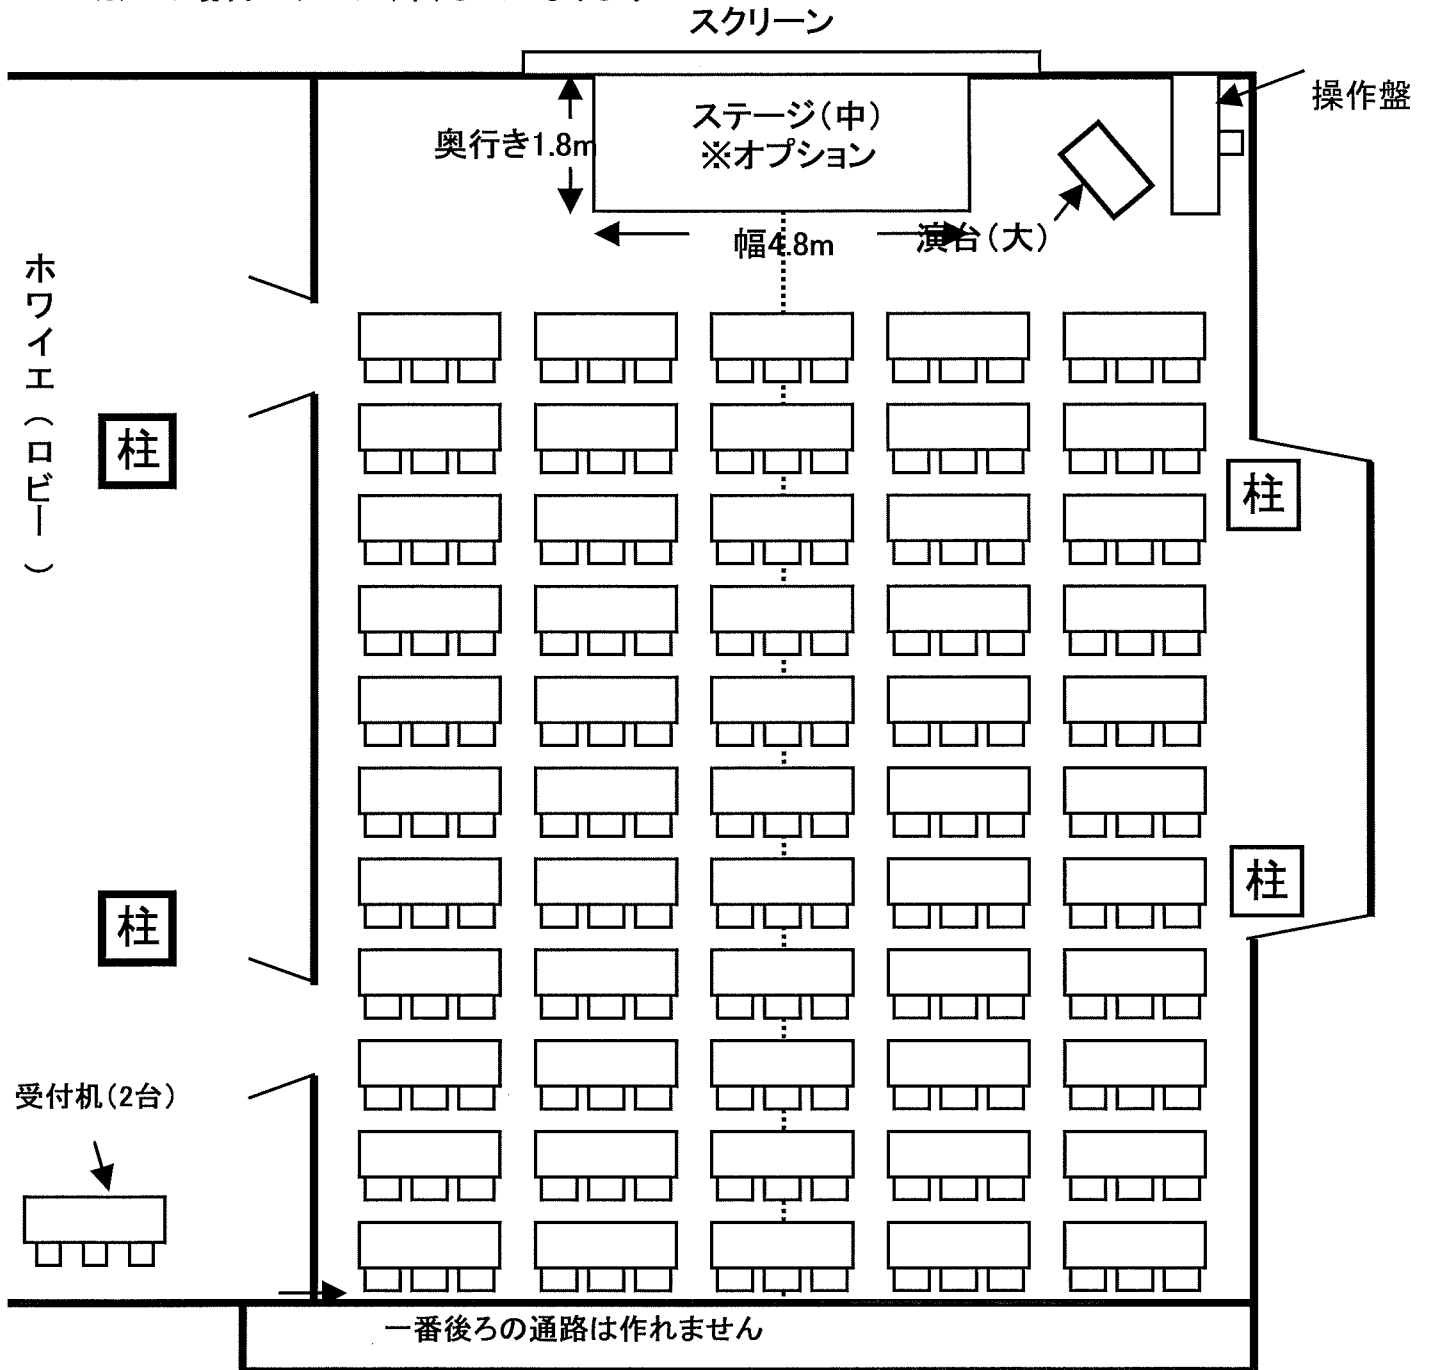 スクリーン
操作盤
ステージ(中)
※オプション
奥行き1.8m
幅4.8m
演台(大)
ホワイエ(ロビー)
柱
柱
柱
柱
受付机(2台)
一番後ろの通路は作れません